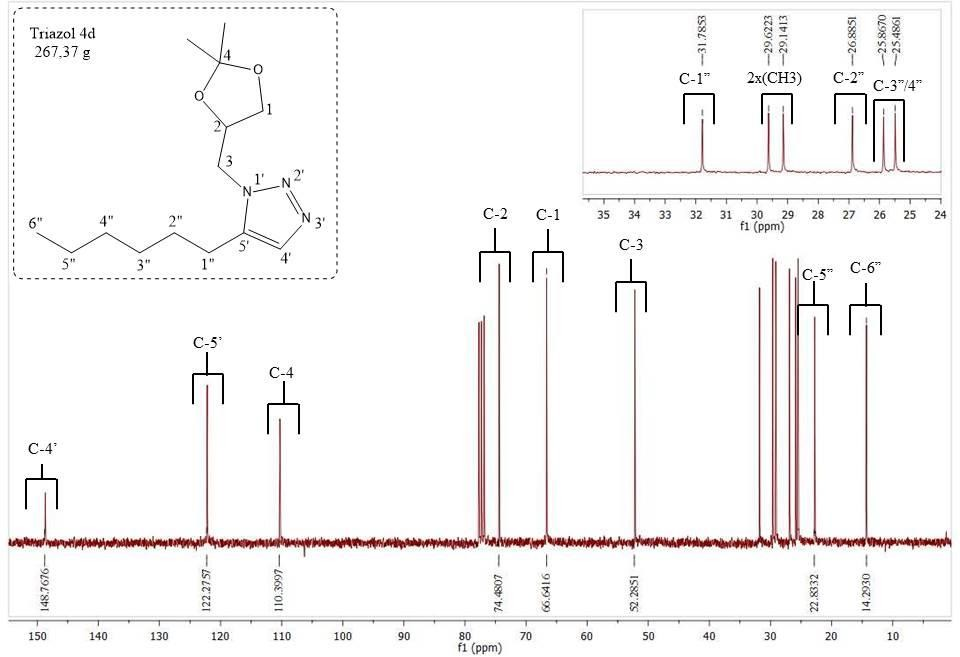 Triazol 4d
267,37 g
4
O
O
1
2
3
1'
N
N
2'
N
3'
5'
4'
6"
4"
2"
5"
3"
1"
31.7853
29.6223
29.1413
26.8851
25.8670
25.4861
C-1”
2x(CH3)
C-2”
C-3”/4”
35 34 33 32 31 30 29 28 27 26 25 24
f1 (ppm)
C-4’
C-5’
C-4
C-2
C-1
C-3
C-5”
C-6”
148.7676
122.2757
110.3997
74.4807
66.6416
52.2851
22.8332
14.2930
150 140 130 120 110 100 90 80 70 60 50 40 30 20 10
f1 (ppm)